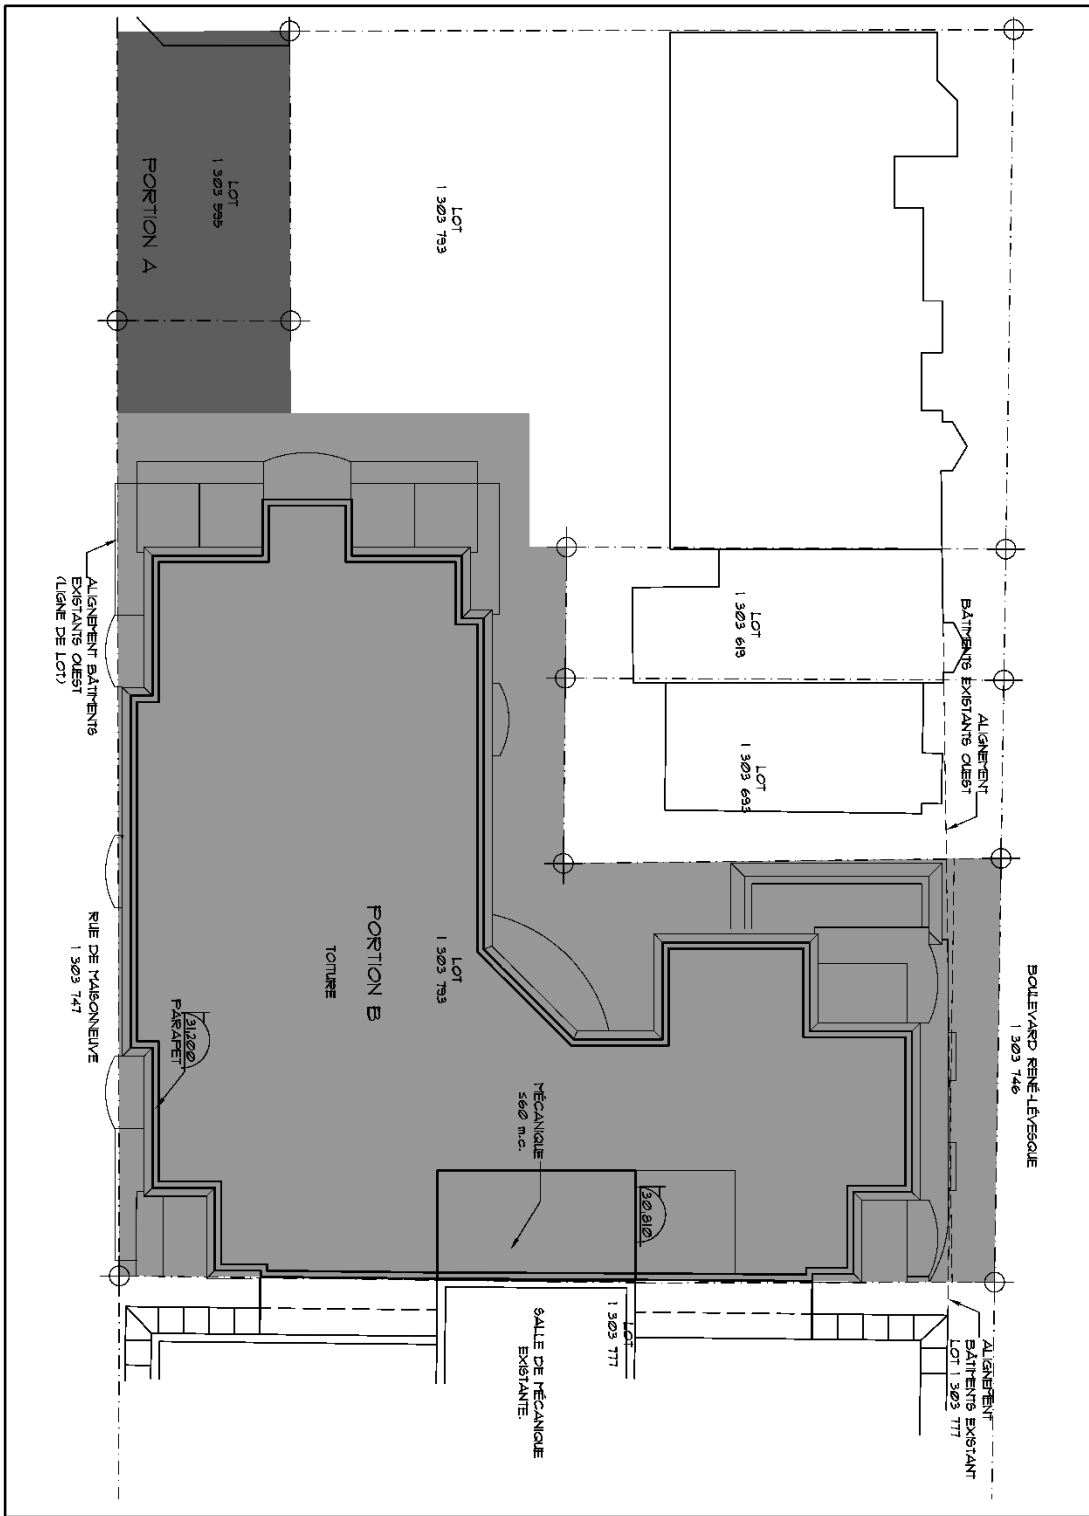 BOULEVARD RENÉ-LÉVESQUE
1 303 746
ALIGNEMENT
BÂTIMENTS EXISTANTS OUEST
ALIGNEMENT
BÂTIMENTS EXISTANT
LOT 1 303 777
LOT
1 303 793
LOT
1 303 619
LOT
1 303 693
LOT
1 303 777
30,810
MÉCANIQUE
≤60 m.c.
SALLE DE MÉCANIQUE
EXISTANTE.
LOT
1 303 793
PORTION B
TOITURE
LOT
1 303 595
PORTION A
31,200
PARAPET
ALIGNEMENT BÂTIMENTS
EXISTANTS OUEST
(LIGNE DE LOT)
RUE DE MAISONNEUVE
1 303 747